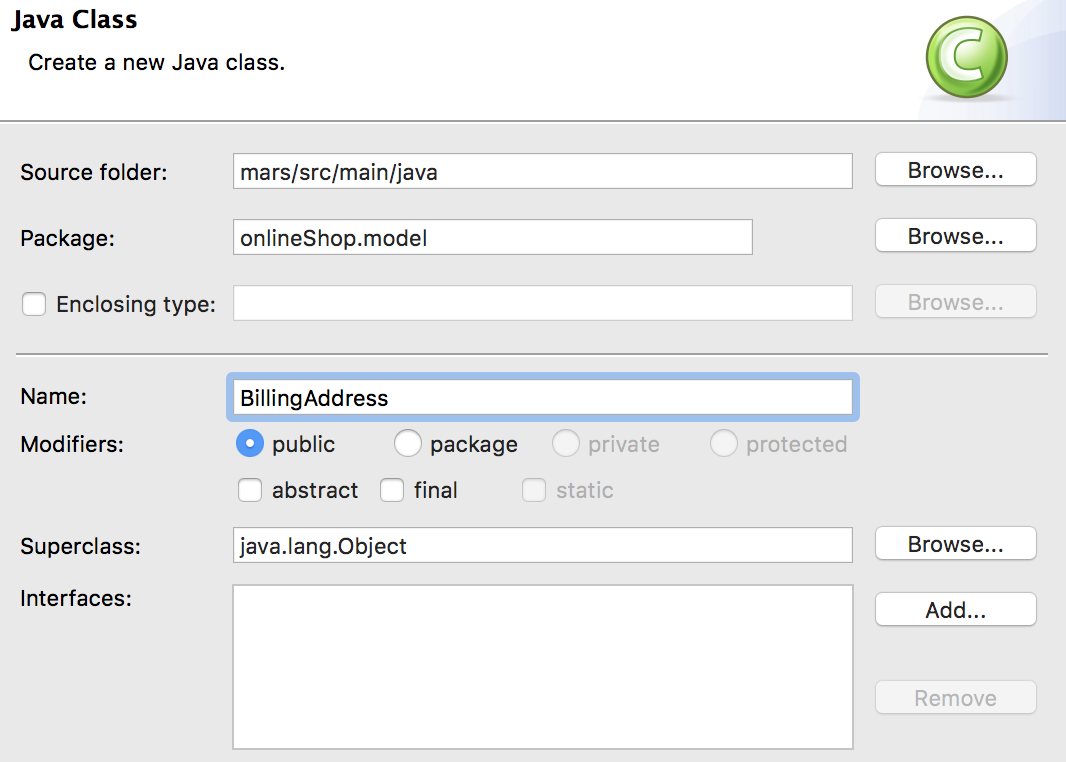 Java Class
Create a new Java class.
C
Source folder: mars/src/main/java Browse...
Package: onlineShop.model Browse...
Enclosing type: Browse...
Name: BillingAddress
Modifiers: public package private protected
abstract final static
Superclass: java.lang.Object Browse...
Interfaces: Add...
Remove